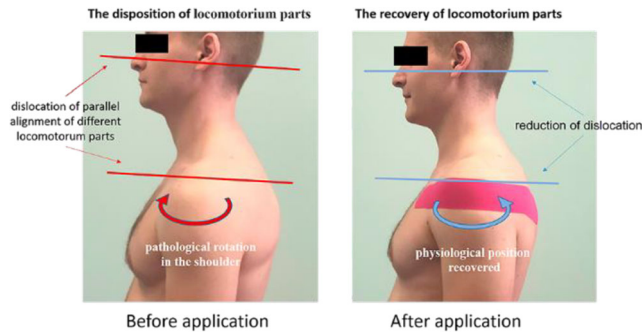 The disposition of locomotorium parts
The recovery of locomotorium parts
dislocation of parallel
alignment of different
locomotorum parts
pathological rotation
in the shoulder
reduction of dislocation
physiological position
recovered
Before application
After application